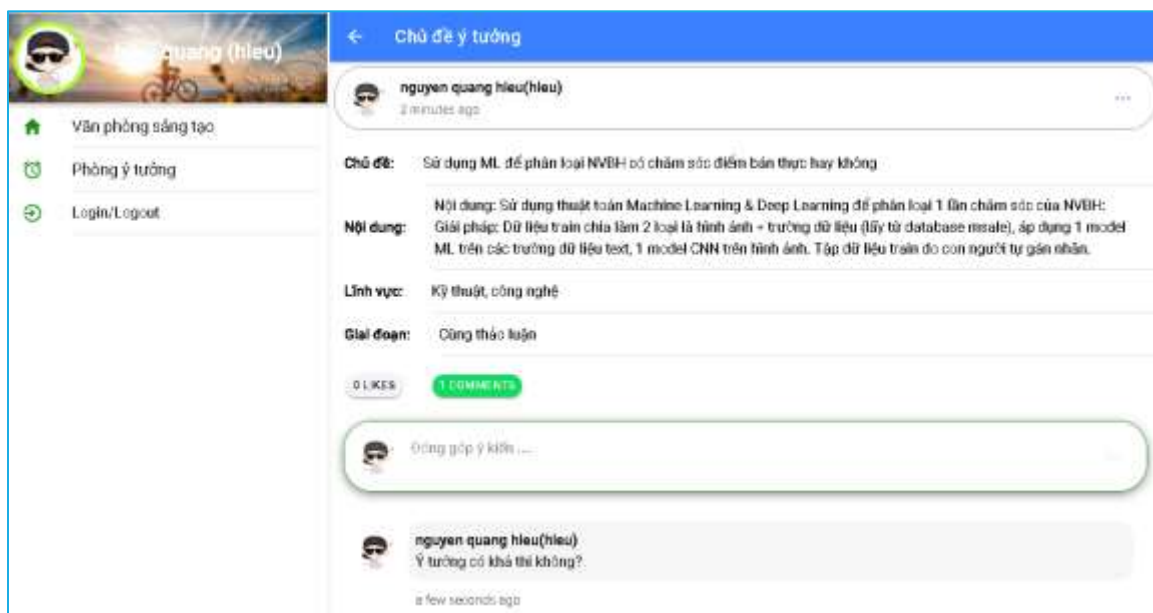 quang (hieu)
Văn phòng sáng tạo
Phòng ý tưởng
Login/Logout
Chủ đề ý tưởng
nguyen quang hieu(hieu)
2 minutes ago
Chủ đề: Sử dụng ML để phân loại NVBH có chăm sóc điểm bán thực hay không
Nội dung: Sử dụng thuật toán Machine Learning & Deep Learning để phân loại 1 lần chăm sóc của NVBH:
Nội dung: Giải pháp: Dữ liệu train chia làm 2 loại là hình ảnh + trường dữ liệu (lấy từ database msale), áp dụng 1 model
ML trên các trường dữ liệu text, 1 model CNN trên hình ảnh. Tập dữ liệu train do con người tự gán nhãn.
Lĩnh vực: Kỹ thuật, công nghệ
Giai đoạn: Cùng thảo luận
0 LIKES 1 COMMENTS
Đóng góp ý kiến ....
nguyen quang hieu(hieu)
Ý tưởng có khả thi không?
a few seconds ago